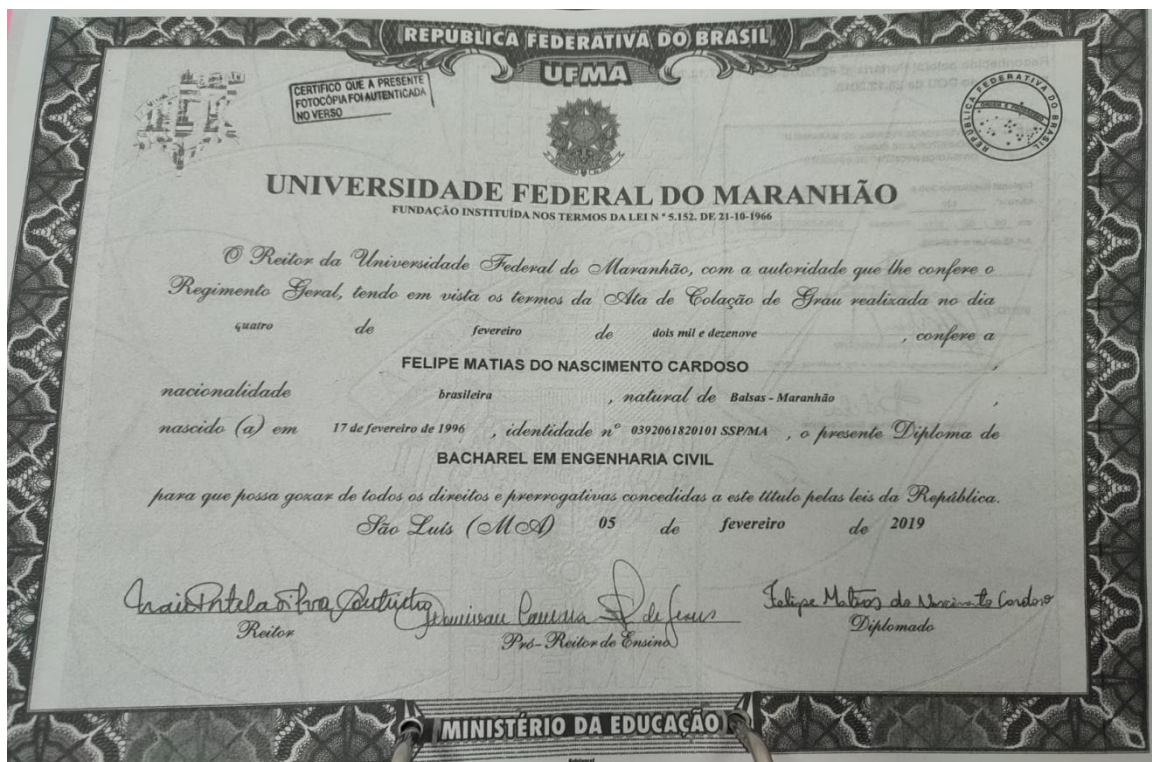 REPÚBLICA FEDERATIVA DO BRASIL
UFMA
CERTIFICO QUE A PRESENTE
FOTOCÓPIA FOI AUTENTICADA
NO VERSO
REPÚBLICA FEDERATIVA DO BRASIL
ORDEM E PROGRESSO
UNIVERSIDADE FEDERAL DO MARANHÃO
FUNDAÇÃO INSTITUÍDA NOS TERMOS DA LEI N º 5.152. DE 21-10-1966
O Reitor da Universidade Federal do Maranhão, com a autoridade que lhe confere o
Regimento Geral, tendo em vista os termos da Ata de Colação de Grau realizada no dia
quatro de fevereiro de dois mil e dezenove , confere a
FELIPE MATIAS DO NASCIMENTO CARDOSO ,
nacionalidade brasileira , natural de Balsas - Maranhão ,
nascido (a) em 17 de fevereiro de 1996 , identidade nº 0392061820101 SSP/MA , o presente Diploma de
BACHAREL EM ENGENHARIA CIVIL
para que possa gozar de todos os direitos e prerrogativas concedidas a este título pelas leis da República.
São Luís (MA) 05 de fevereiro de 2019
Felipe Matias do Nascimento Cardoso
Reitor
Pró-Reitor de Ensino
Diplomado
MINISTÉRIO DA EDUCAÇÃO